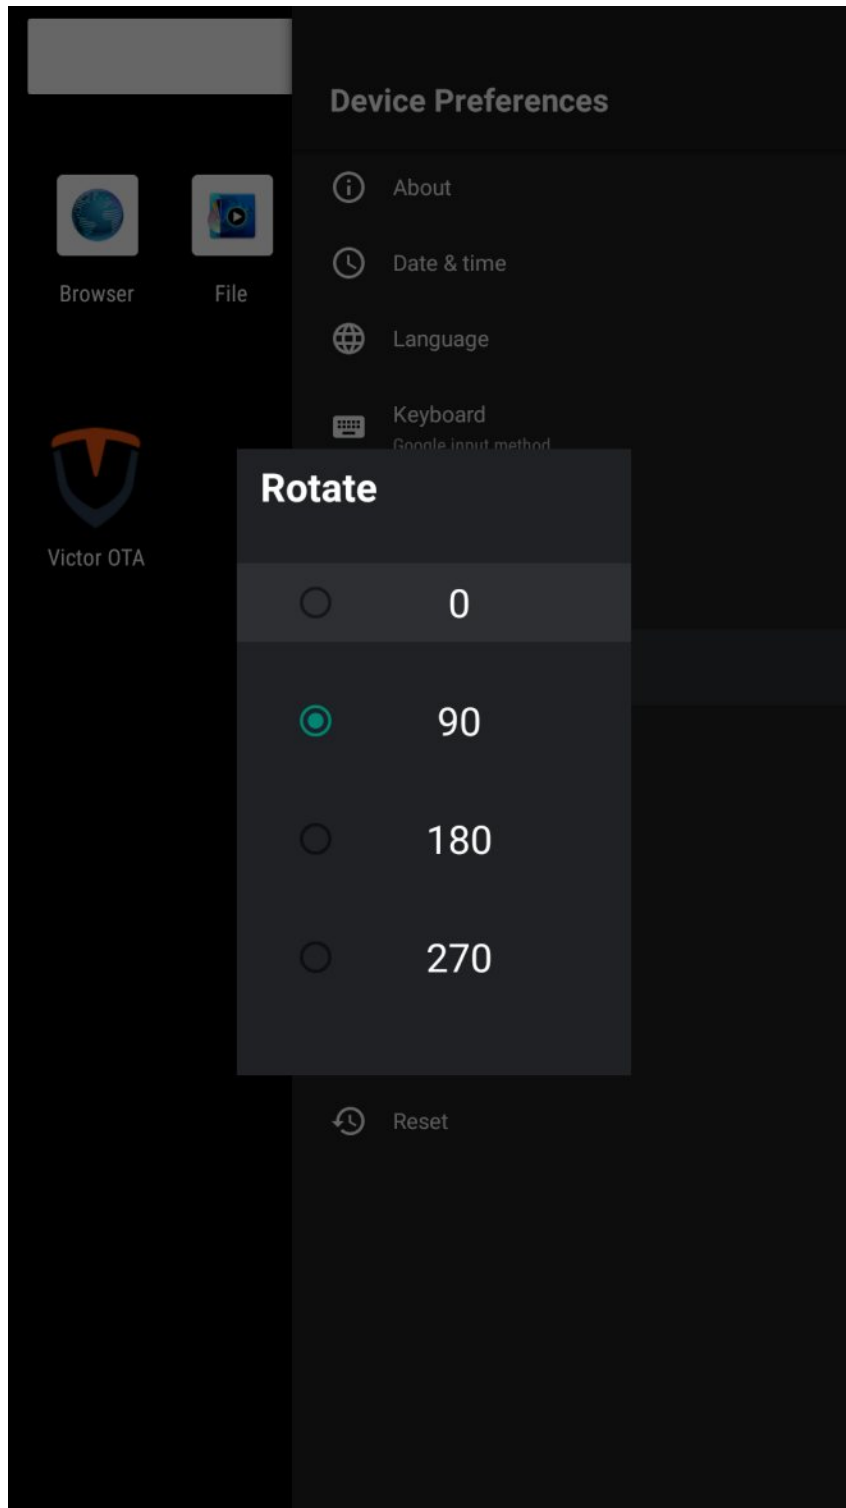 Device Preferences
About
Date & time
Language
Keyboard
Google input method
Browser
File
Victor OTA
Rotate
0
90
180
270
Reset